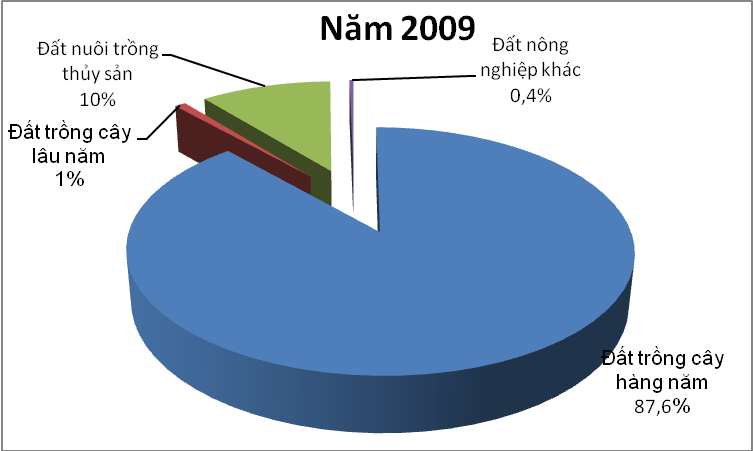 Năm 2009
Đất nuôi trồng
thủy sản
10%
Đất nông
nghiệp khác
0,4%
Đất trồng cây
lâu năm
1%
Đất trồng cây
hàng năm
87,6%